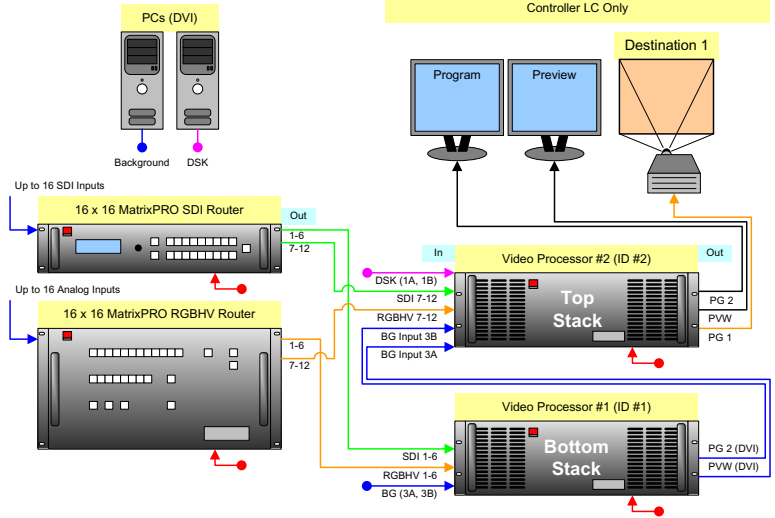 PCs (DVI)
Controller LC Only
Destination 1
Program
Preview
Background
DSK
Up to 16 SDI Inputs
16 x 16 MatrixPRO SDI Router
Out
1-6
7-12
In
Video Processor #2 (ID #2)
Out
DSK (1A, 1B)
SDI 7-12
RGBHV 7-12
BG Input 3B
BG Input 3A
Top
Stack
PG 2
PVW
PG 1
Up to 16 Analog Inputs
16 x 16 MatrixPRO RGBHV Router
1-6
7-12
Video Processor #1 (ID #1)
SDI 1-6
RGBHV 1-6
BG (3A, 3B)
Bottom
Stack
PG 2 (DVI)
PVW (DVI)